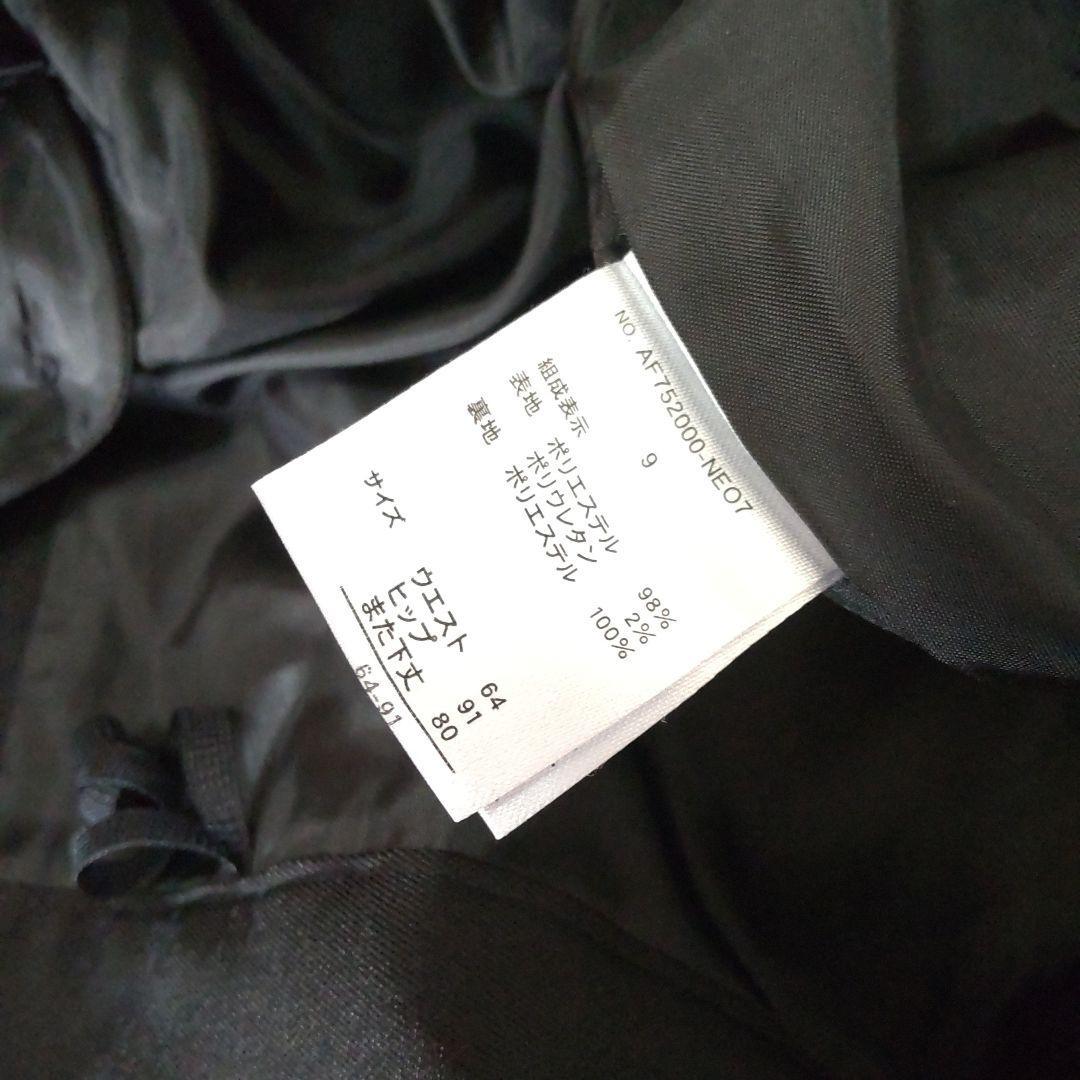 NO. AF752000-NEO7
9
組成表示
表地 ポリエステル 98%
ポリウレタン 2%
裏地 ポリエステル 100%
サイズ
ウエスト 64
ヒップ 91
また下丈 80
64-91